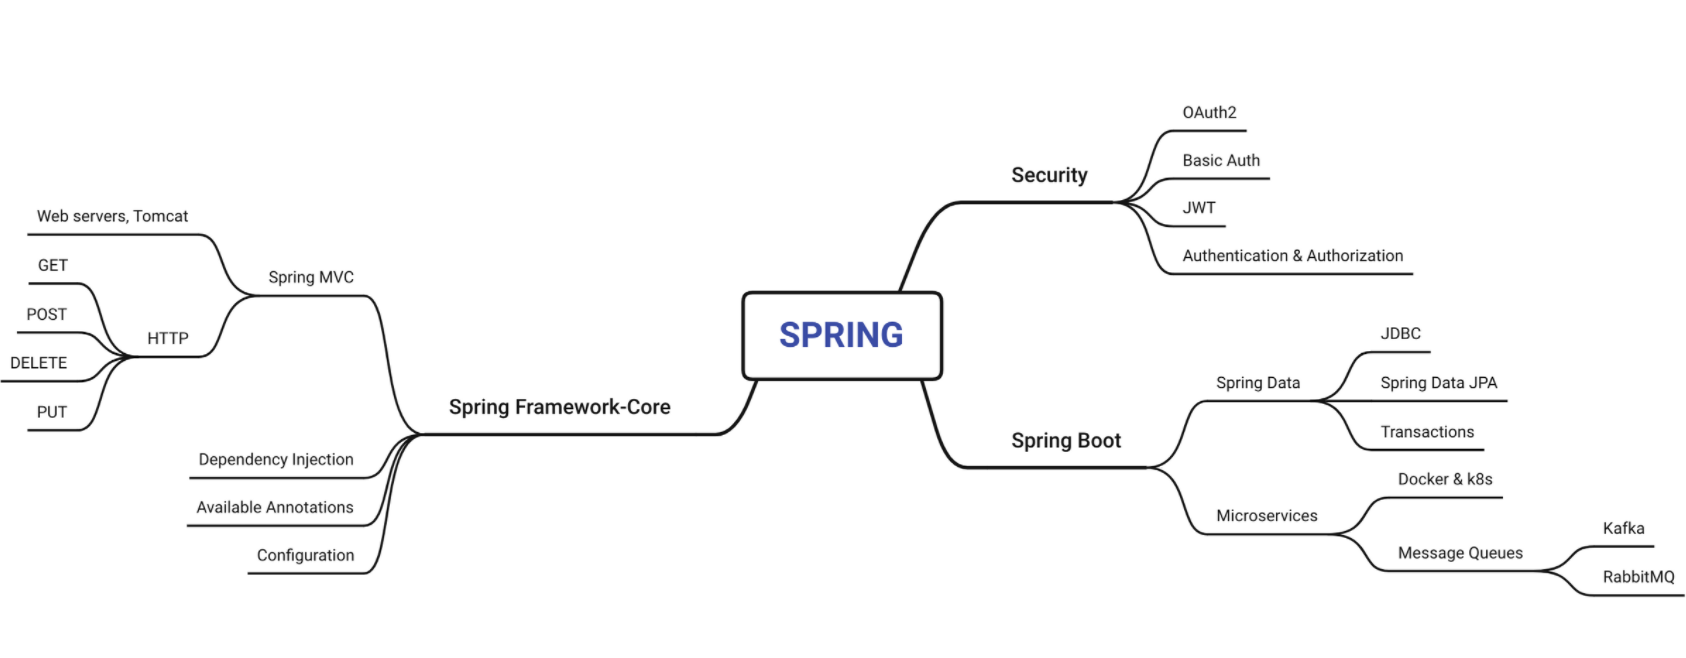 SPRING
Security
OAuth2
Basic Auth
JWT
Authentication & Authorization
Spring Boot
Spring Data
JDBC
Spring Data JPA
Transactions
Microservices
Docker & k8s
Message Queues
Kafka
RabbitMQ
Spring Framework-Core
Spring MVC
Web servers, Tomcat
HTTP
GET
POST
DELETE
PUT
Dependency Injection
Available Annotations
Configuration